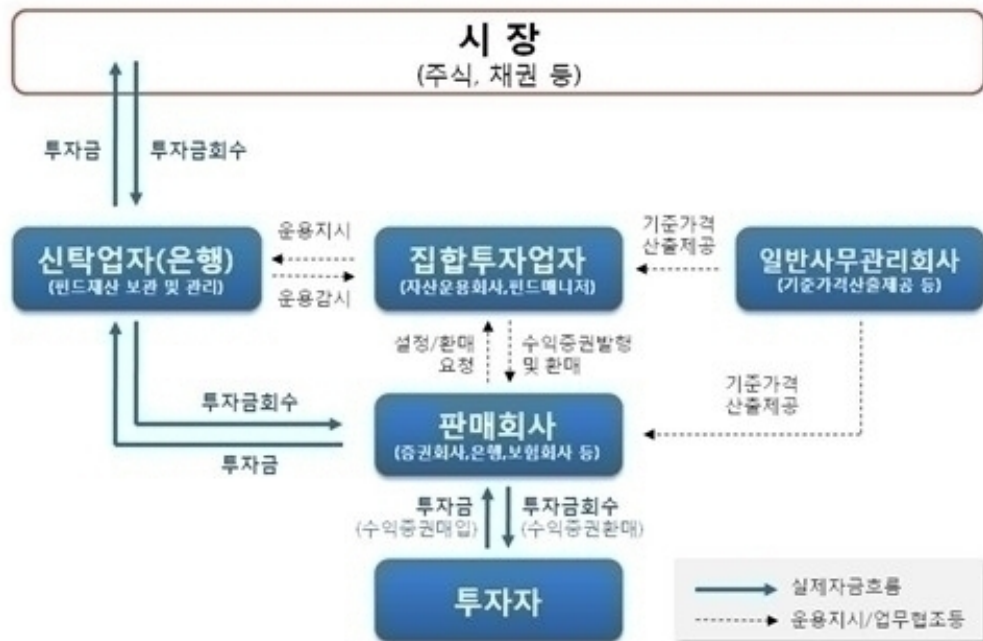 시 장
(주식, 채권 등)
투자금
투자금회수
신탁업자(은행)
(펀드재산 보관 및 관리)
운용지시
운용감시
집합투자업자
(자산운용회사,펀드매니저)
기준가격
산출제공
일반사무관리회사
(기준가격산출제공 등)
설정/환매
요청
수익증권발행
및 환매
기준가격
산출제공
투자금회수
투자금
판매회사
(증권회사,은행,보험회사 등)
투자금
(수익증권매입)
투자금회수
(수익증권환매)
투자자
실제자금흐름
운용지시/업무협조등